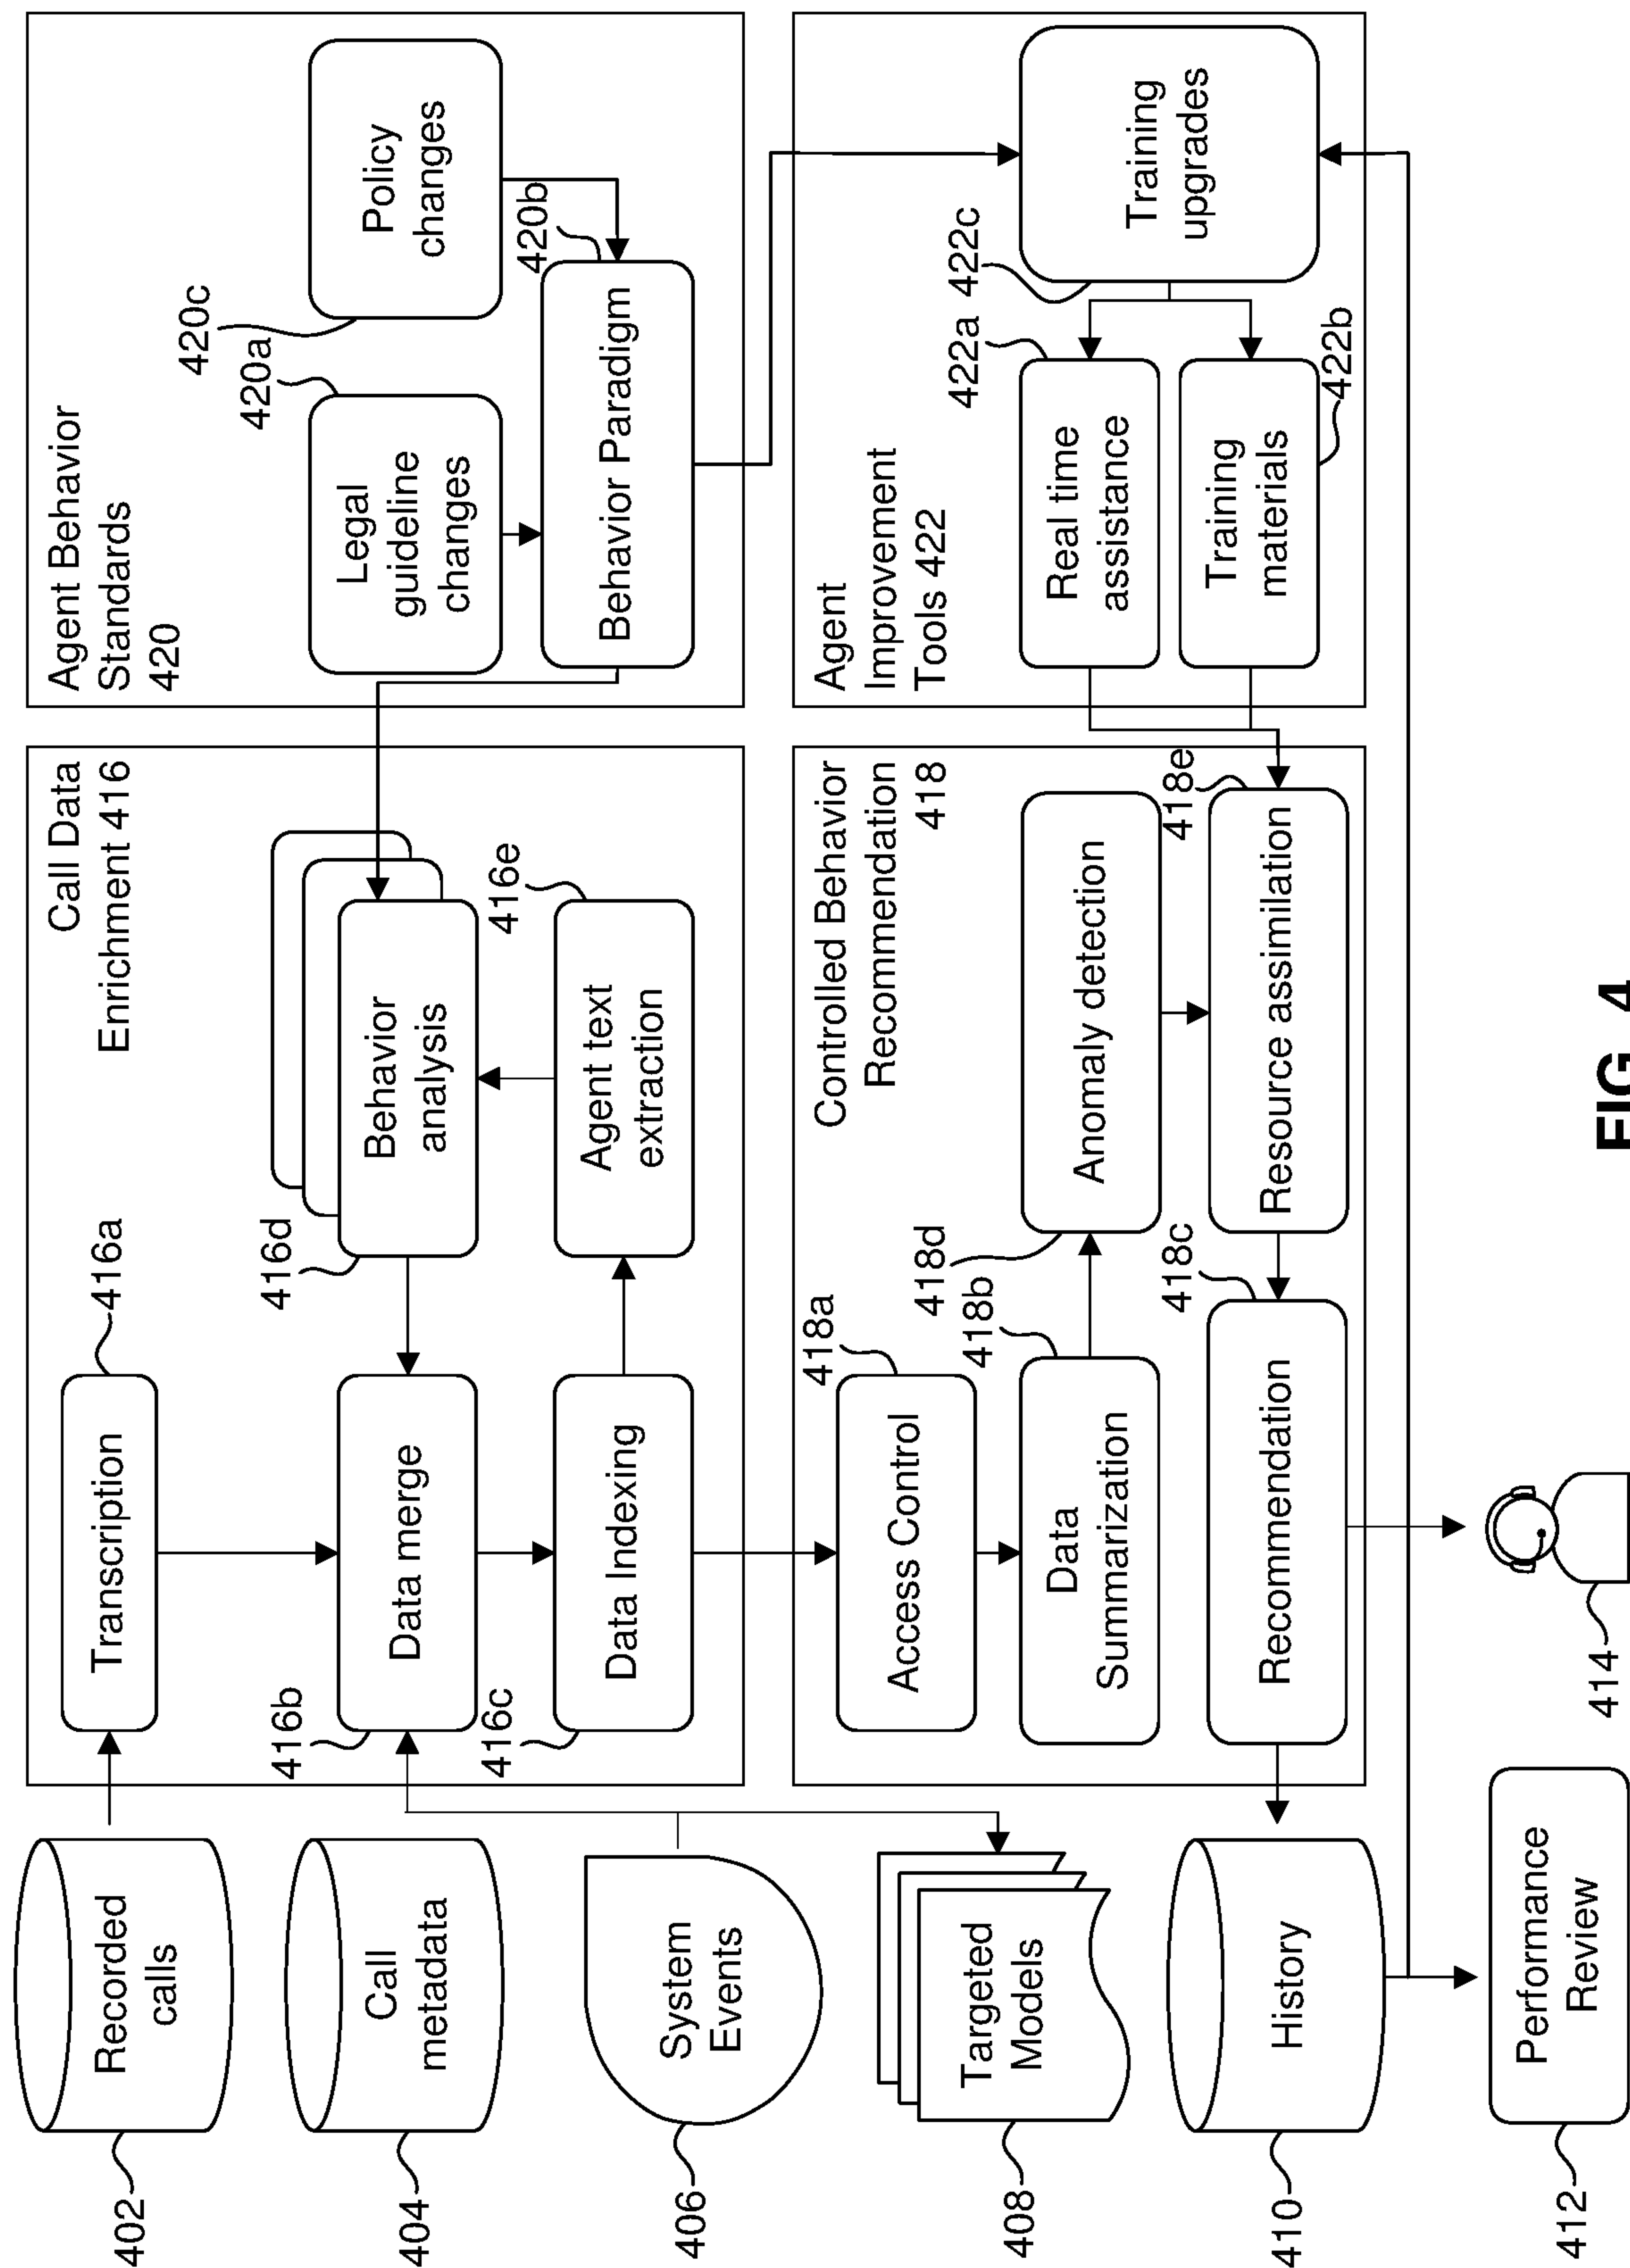 402
Recorded
calls
404
Call
metadata
406
System
Events
408
Targeted
Models
410
History
412
Performance
Review
414
Call Data
Enrichment 416
Transcription
416a
416b
Data merge
416c
Data Indexing
416d
Behavior
analysis
416e
Agent text
extraction
Controlled Behavior
Recommendation 418
418a
Access Control
418b
Data
Summarization
418c
Recommendation
418d
Anomaly detection
418e
Resource assimilation
Agent Behavior
Standards
420
420a
Legal
guideline
changes
420c
Policy
changes
420b
Behavior Paradigm
Agent
Improvement
Tools 422
422a
Real time
assistance
422b
Training
materials
422c
Training
upgrades
FIG. 4